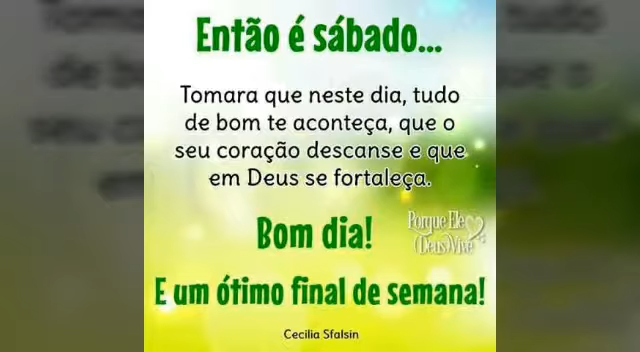 Então é sábado...
Tomara que neste dia, tudo
de bom te aconteça, que o
seu coração descanse e que
em Deus se fortaleça.
Bom dia!
Porque Ele
(Deus) Vive
E um ótimo final de semana!
Cecilia Sfalsin